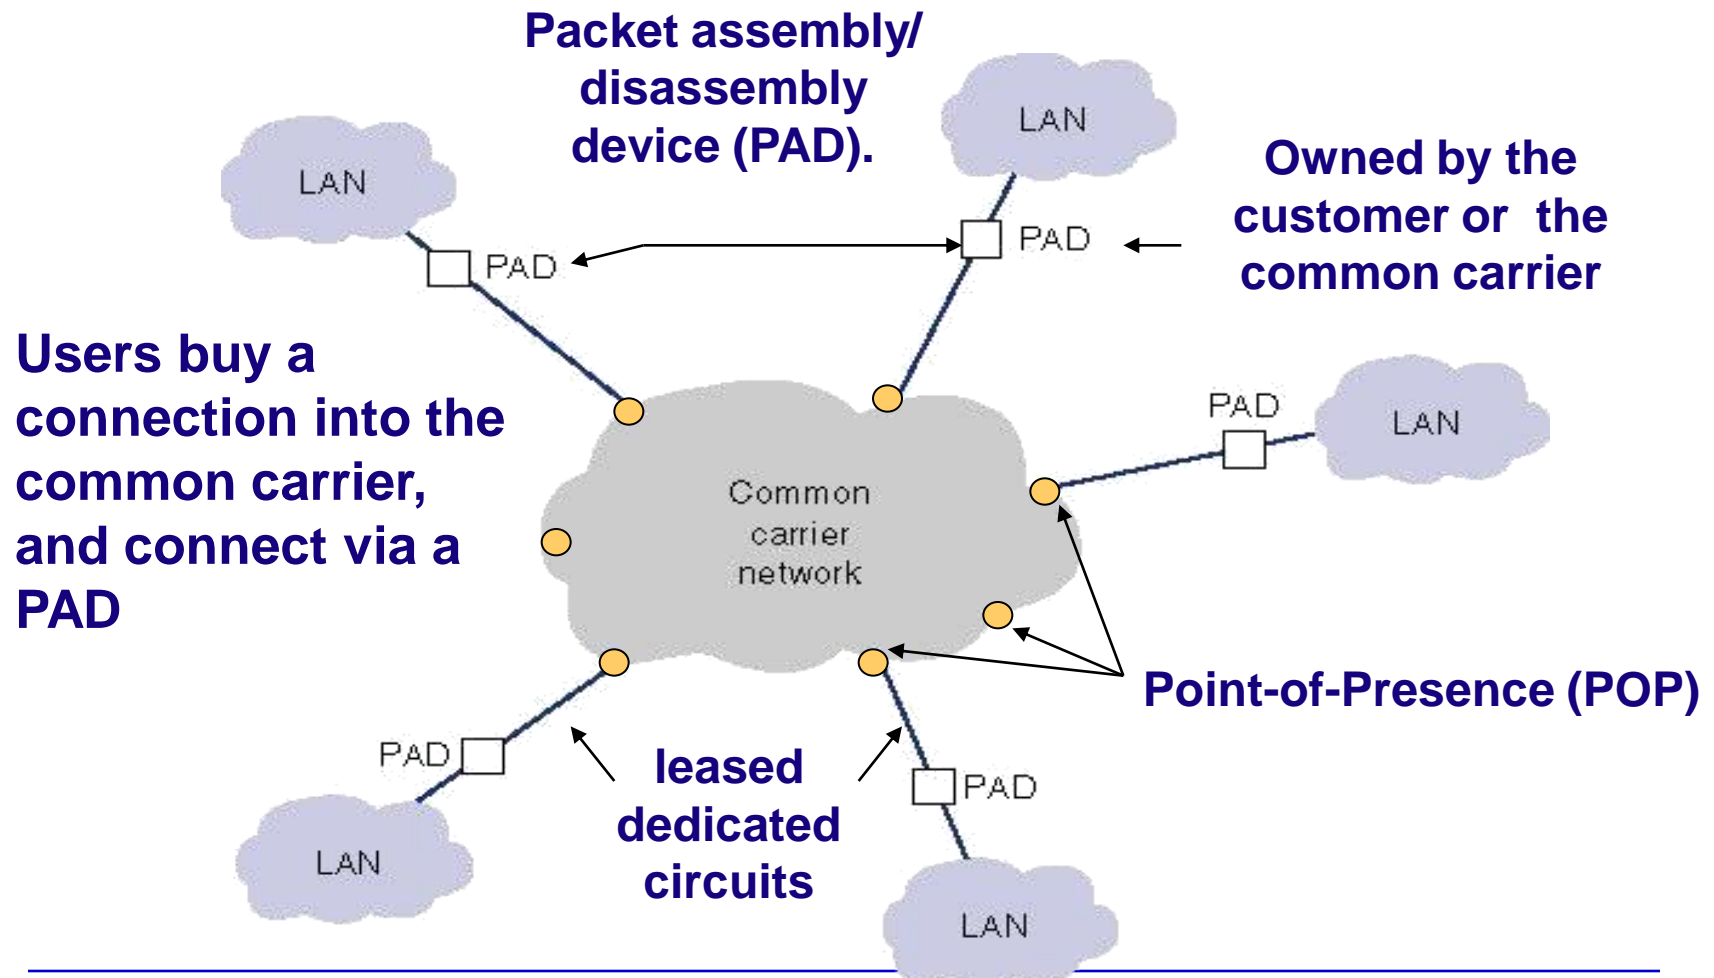 Packet assembly/
disassembly
device (PAD).
LAN
LAN
Owned by the
customer or the
common carrier
PAD
PAD
Users buy a
connection into the
common carrier,
and connect via a
PAD
PAD
LAN
Common
carrier
network
Point-of-Presence (POP)
PAD
leased
dedicated
circuits
PAD
LAN
LAN